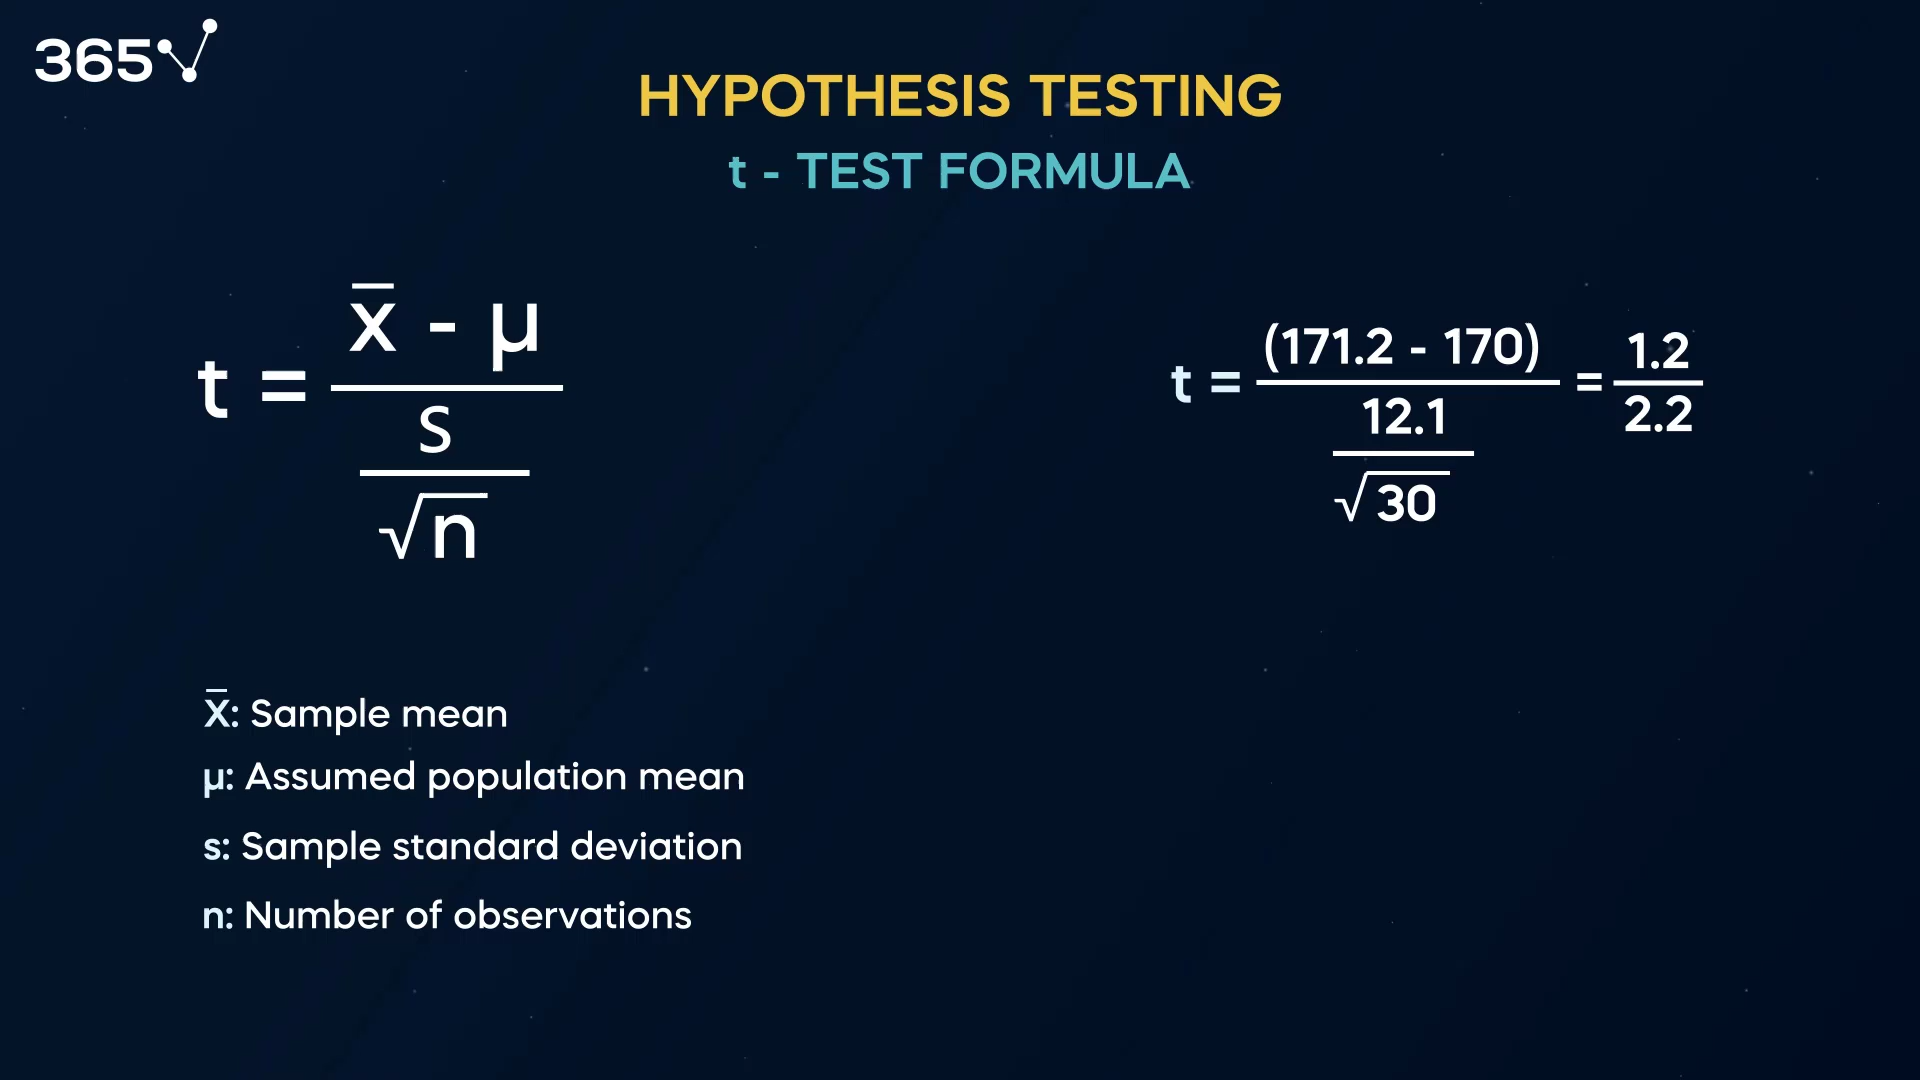 365
HYPOTHESIS TESTING
t - TEST FORMULA
t = (x̄ - μ) / (s / √n)
t = (171.2 - 170) / (12.1 / √30) = 1.2 / 2.2
x̄: Sample mean
μ: Assumed population mean
s: Sample standard deviation
n: Number of observations